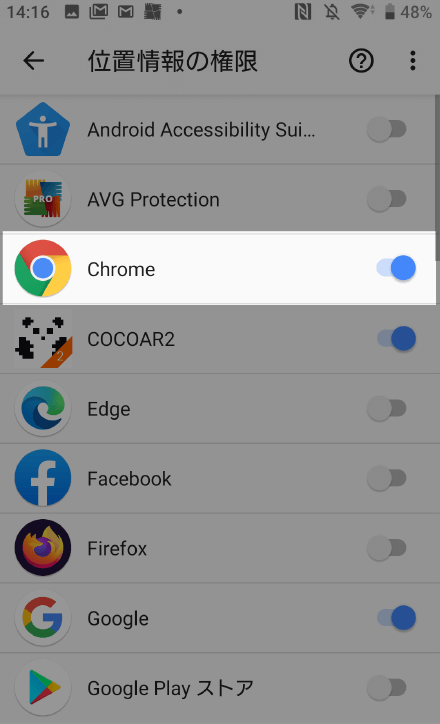 14:16 48%
位置情報の権限
Android Accessibility Sui...
PRO
AVG Protection
Chrome
2
COCOAR2
Edge
Facebook
Firefox
Google
Google Play ストア